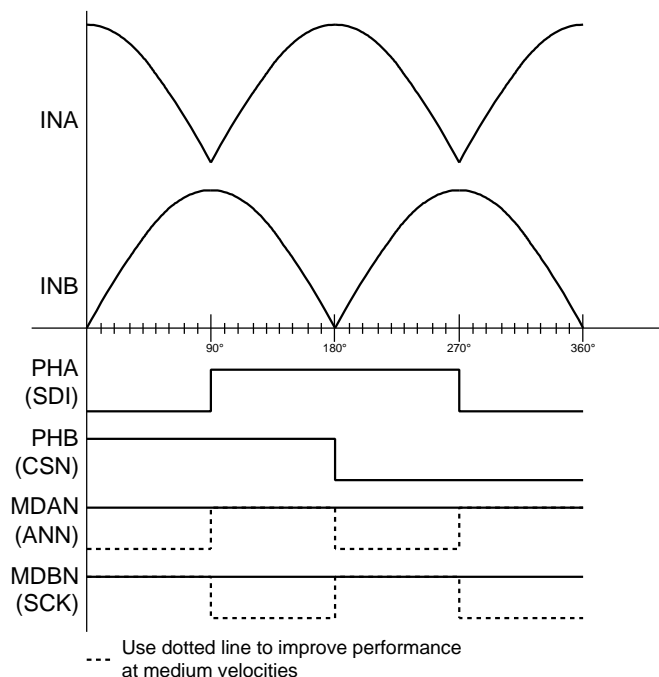 INA
INB
90°
180°
270°
360°
PHA
(SDI)
PHB
(CSN)
MDAN
(ANN)
MDBN
(SCK)
Use dotted line to improve performance
at medium velocities